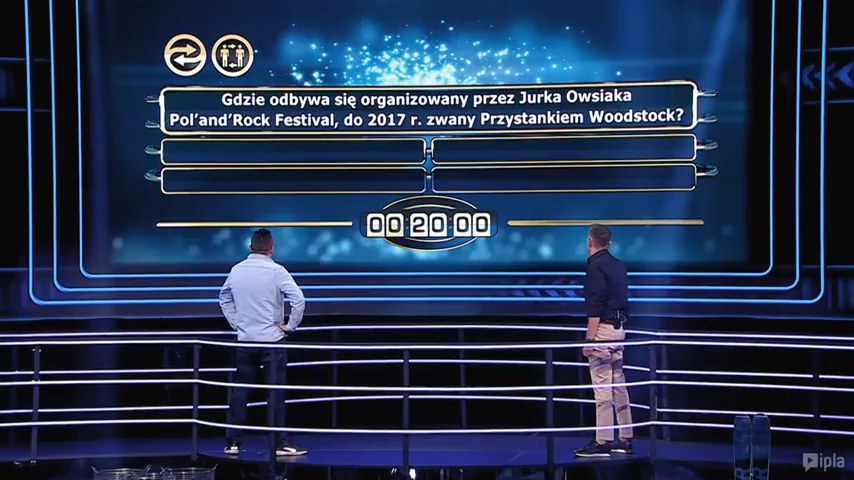 Gdzie odbywa się organizowany przez Jurka Owsiaka
Pol'and'Rock Festival, do 2017 r. zwany Przystankiem Woodstock?
00:20:00
ipla